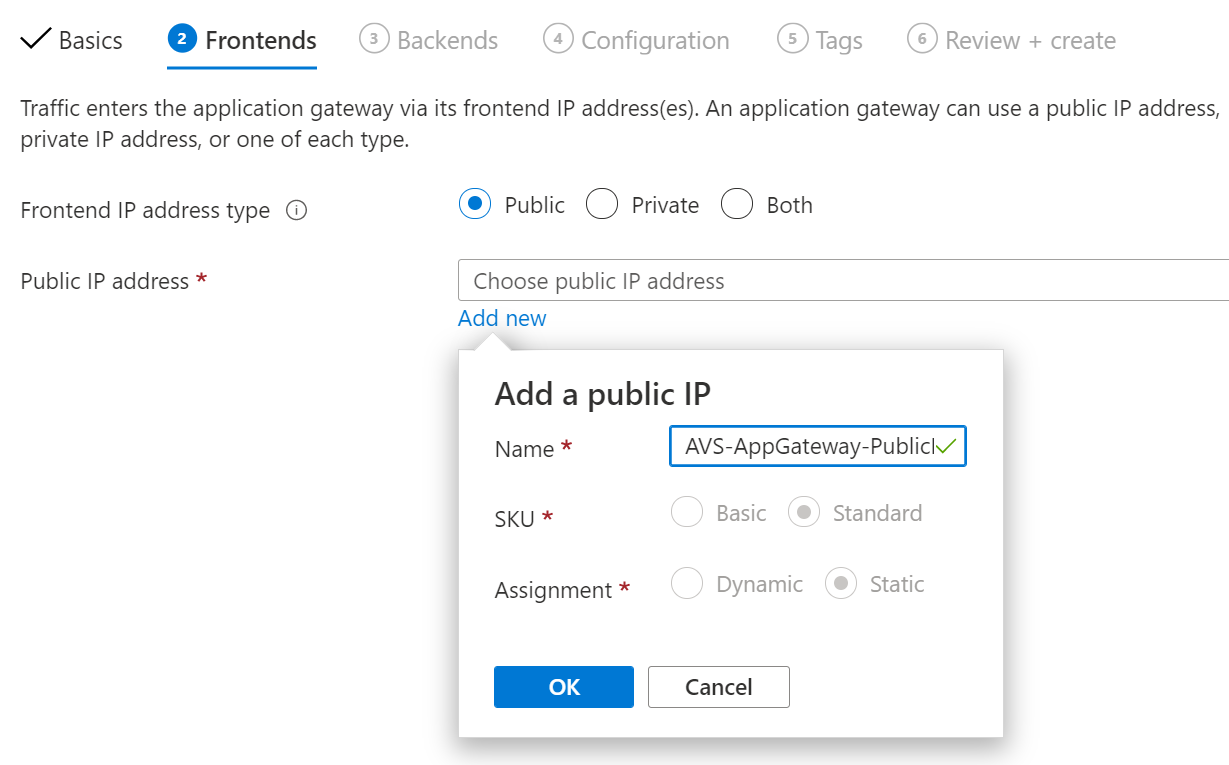 Basics 2 Frontends 3 Backends 4 Configuration 5 Tags 6 Review + create
Traffic enters the application gateway via its frontend IP address(es). An application gateway can use a public IP address,
private IP address, or one of each type.
Frontend IP address type Public Private Both
Public IP address * Choose public IP address
Add new
Add a public IP
Name * AVS-AppGateway-Public
SKU * Basic Standard
Assignment * Dynamic Static
OK Cancel